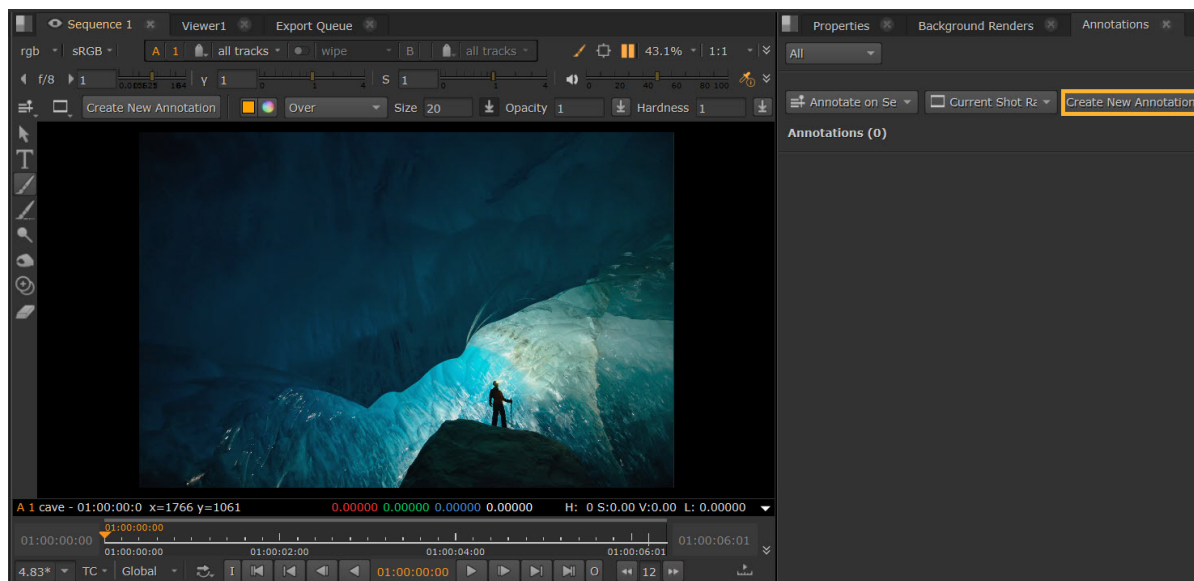 Sequence 1 Viewer1 Export Queue
rgb sRGB A 1 all tracks wipe B all tracks 43.1% 1:1
f/8 1 Y 1 0 1 4 S 1 0 1 4 0 20 40 60 80 100
Create New Annotation Over Size 20 Opacity 1 Hardness 1
T
A 1 cave - 01:00:00:0 x=1766 y=1061 0.00000 0.00000 0.00000 0.00000 H: 0 S:0.00 V:0.00 L: 0.00000
01:00:00:00
01:00:00:00 01:00:06:01
01:00:00:00 01:00:02:00 01:00:04:00 01:00:06:01
4.83* TC Global I 01:00:00:00 O 12
Properties Background Renders Annotations
All
Annotate on Se Current Shot Ra Create New Annotation
Annotations (0)